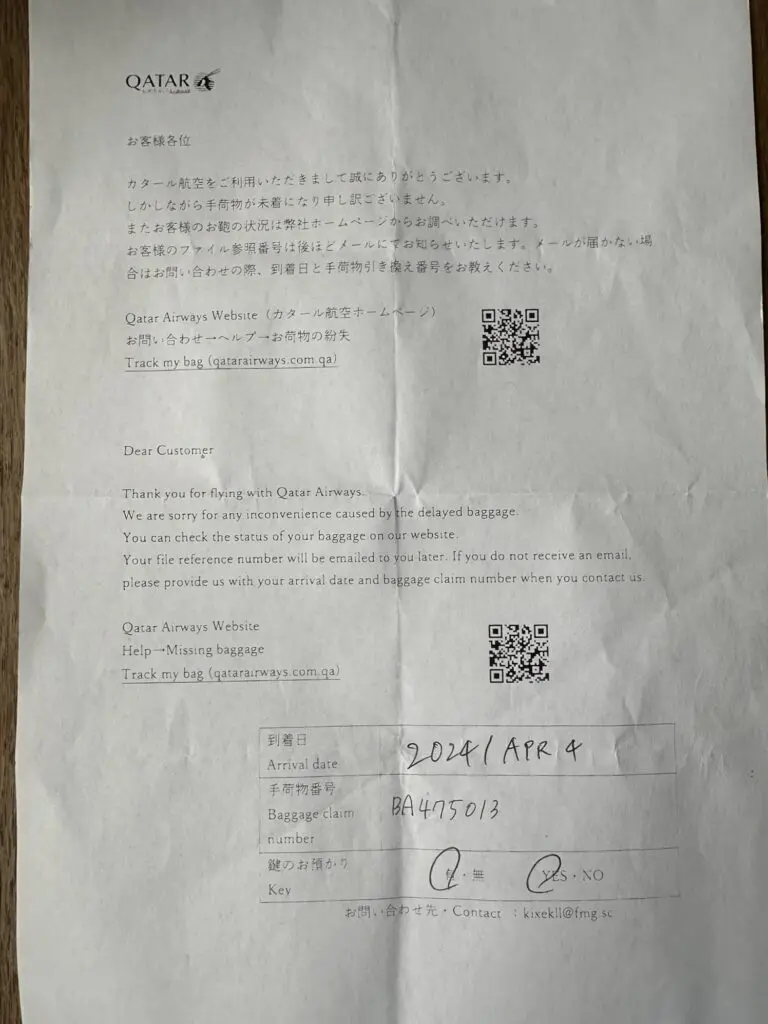 QATAR
お客様各位
カタール航空をご利用いただきまして誠にありがとうございます。
しかしながら手荷物が未着になり申し訳ございません。
またお客様のお鞄の状況は弊社ホームページからお調べいただけます。
お客様のファイル参照番号は後ほどメールにてお知らせいたします。メールが届かない場
合はお問い合わせの際、到着日と手荷物引き換え番号をお教えください。
Qatar Airways Website（カタール航空ホームページ）
お問い合わせ→ヘルプ→お荷物の紛失
Track my bag (qatarairways.com.qa)
Dear Customer
Thank you for flying with Qatar Airways.
We are sorry for any inconvenience caused by the delayed baggage.
You can check the status of your baggage on our website.
Your file reference number will be emailed to you later. If you do not receive an email,
please provide us with your arrival date and baggage claim number when you contact us.
Qatar Airways Website
Help→Missing baggage
Track my bag (qatarairways.com.qa)
到着日
Arrival date
2024/APR 4
手荷物番号
Baggage claim
number
BA475013
鍵のお預かり
Key
有・無 YES・NO
お問い合わせ先・Contact ：kixekll@fmg.sc